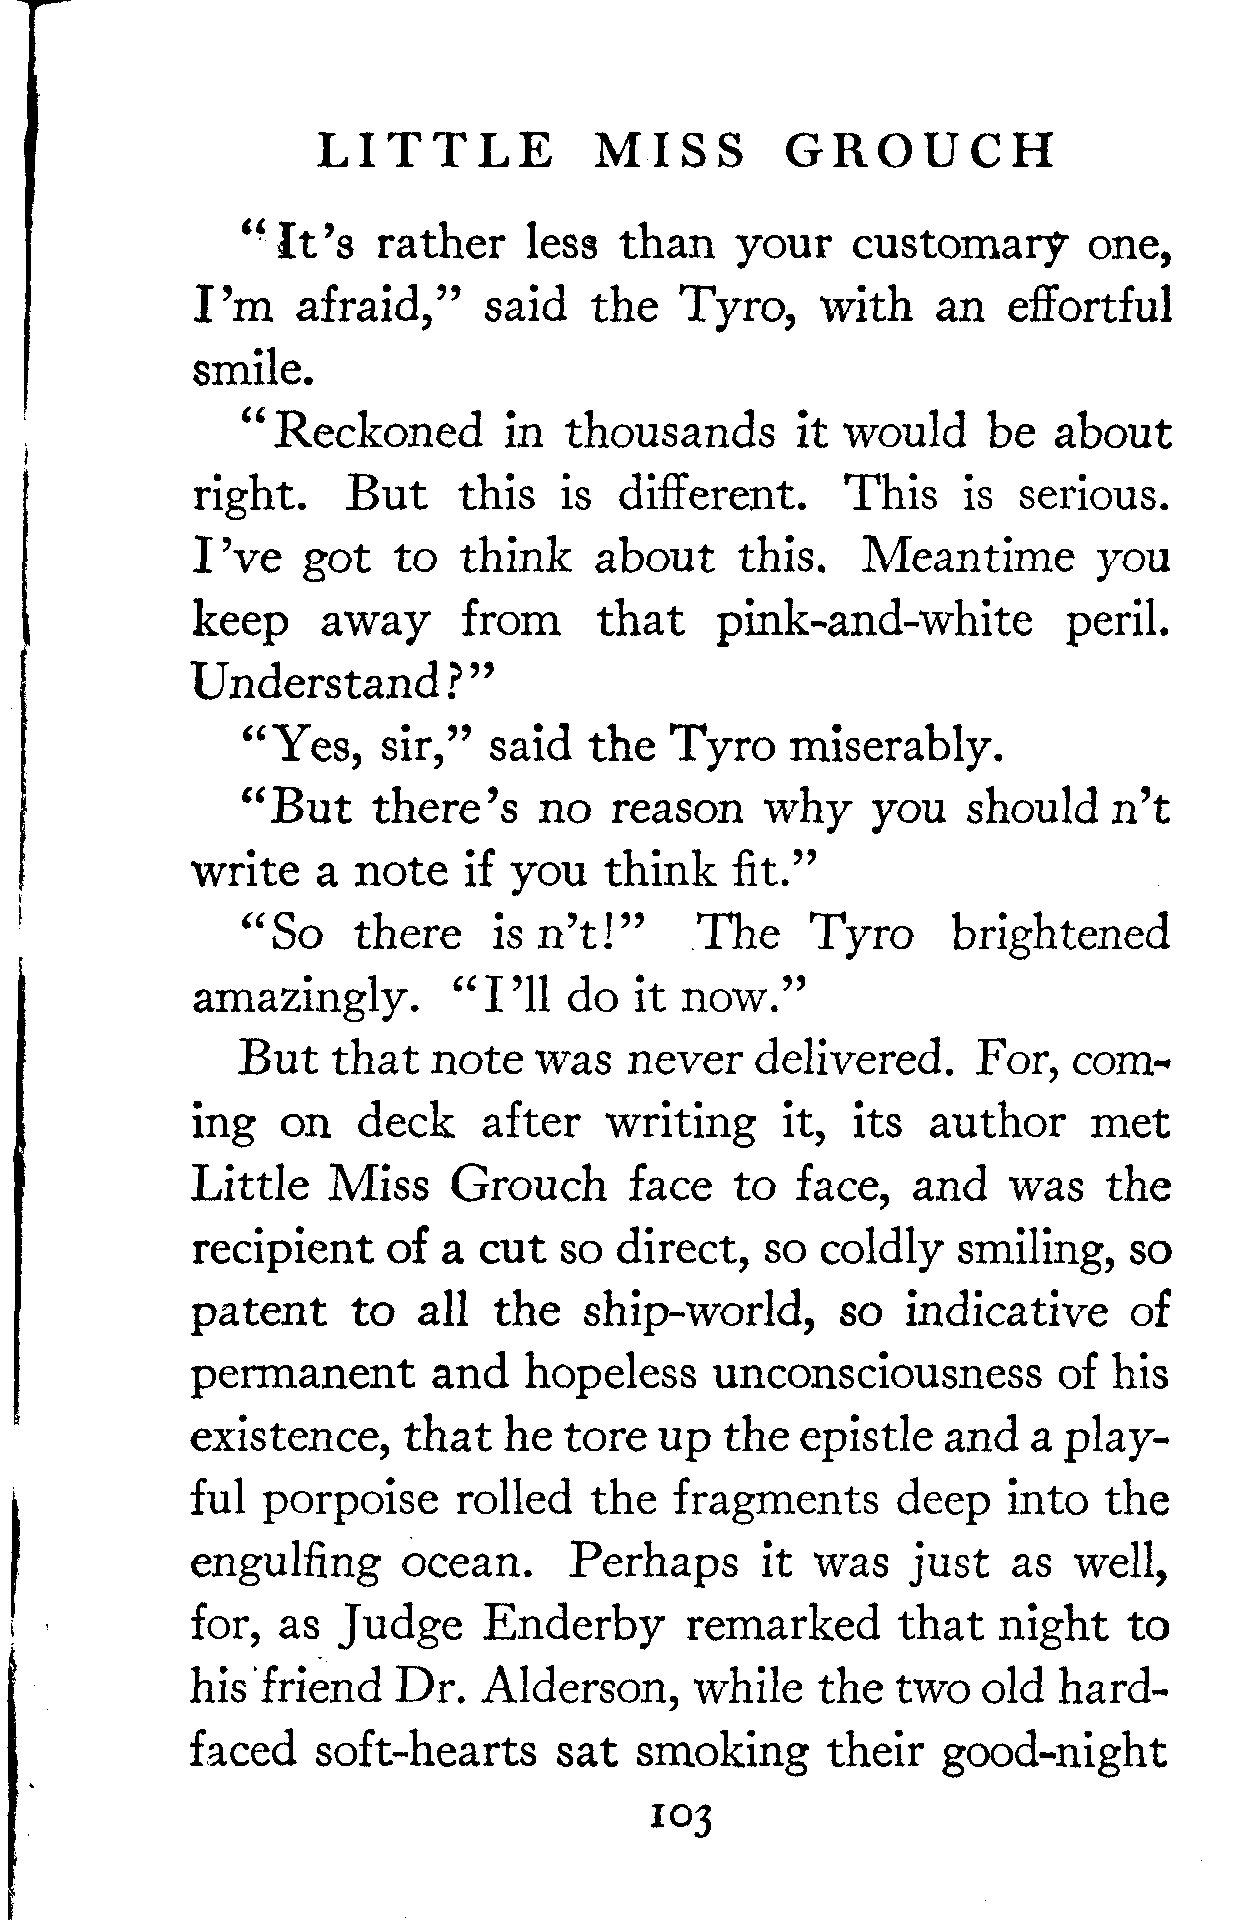 LITTLE MISS GROUCH
“It’s rather less than your customary one,
I’m afraid,” said the Tyro, with an effortful
smile.
“Reckoned in thousands it would be about
right. But this is different. This is serious.
I’ve got to think about this. Meantime you
keep away from that pink-and-white peril.
Understand?”
“Yes, sir,” said the Tyro miserably.
“But there’s no reason why you should n’t
write a note if you think fit.”
“So there is n’t!” The Tyro brightened
amazingly. “I’ll do it now.”
But that note was never delivered. For, com-
ing on deck after writing it, its author met
Little Miss Grouch face to face, and was the
recipient of a cut so direct, so coldly smiling, so
patent to all the ship-world, so indicative of
permanent and hopeless unconsciousness of his
existence, that he tore up the epistle and a play-
ful porpoise rolled the fragments deep into the
engulfing ocean. Perhaps it was just as well,
for, as Judge Enderby remarked that night to
his friend Dr. Alderson, while the two old hard-
faced soft-hearts sat smoking their good-night
103